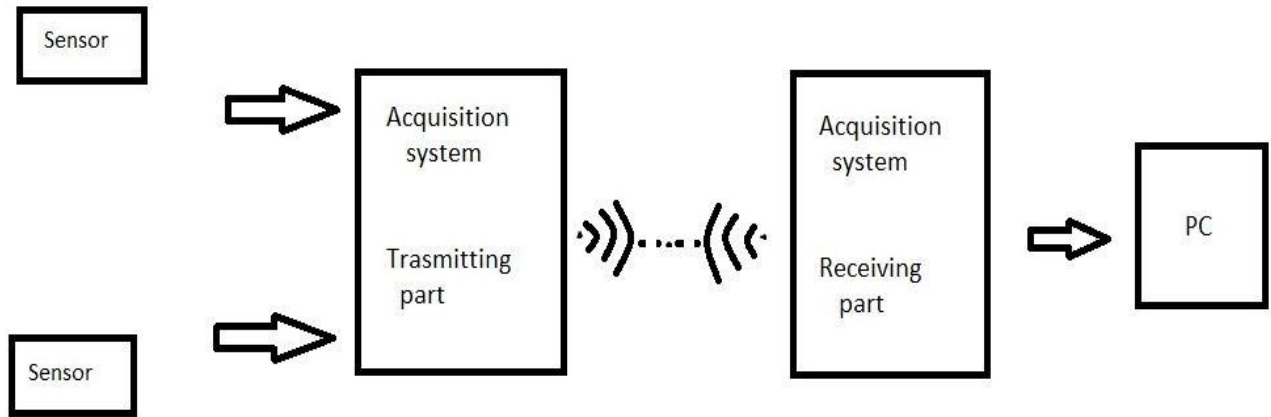 Sensor
Acquisition
system
Trasmitting
part
Sensor
Acquisition
system
Receiving
part
PC